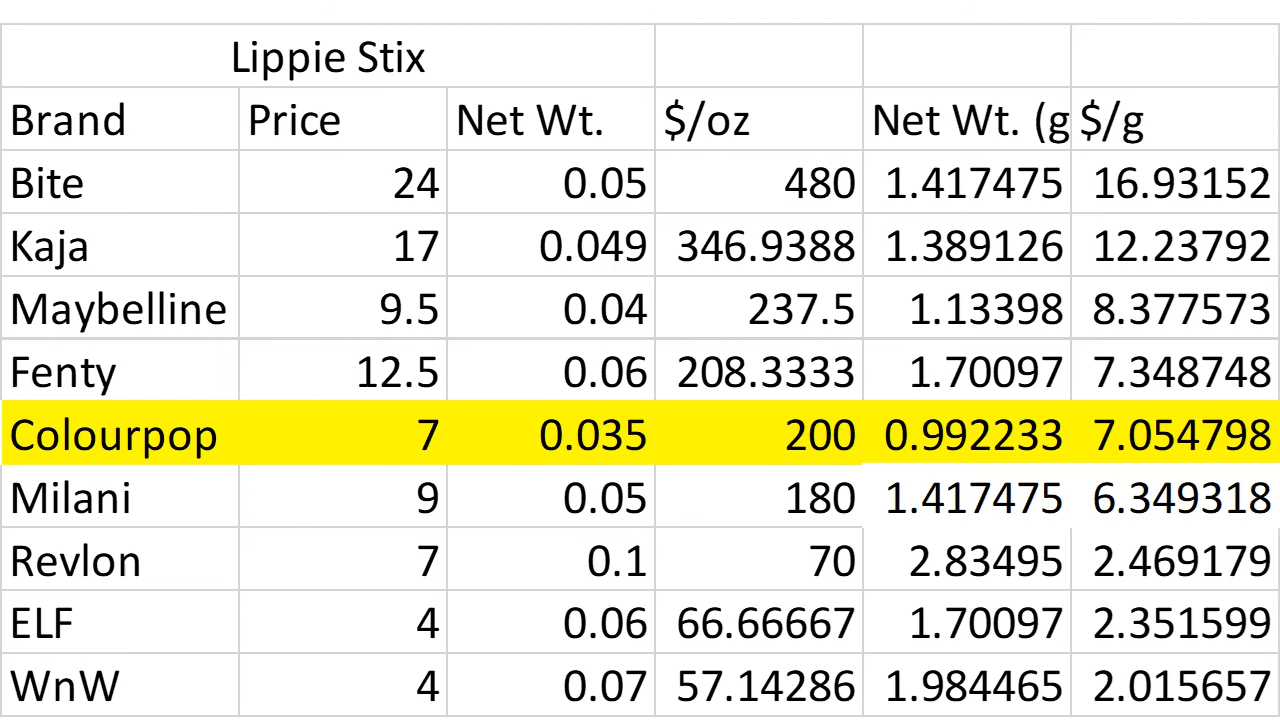 Lippie Stix
Brand Price Net Wt. $/oz Net Wt. (g $/g
Bite 24 0.05 480 1.417475 16.93152
Kaja 17 0.049 346.9388 1.389126 12.23792
Maybelline 9.5 0.04 237.5 1.13398 8.377573
Fenty 12.5 0.06 208.3333 1.70097 7.348748
Colourpop 7 0.035 200 0.992233 7.054798
Milani 9 0.05 180 1.417475 6.349318
Revlon 7 0.1 70 2.83495 2.469179
ELF 4 0.06 66.66667 1.70097 2.351599
WnW 4 0.07 57.14286 1.984465 2.015657